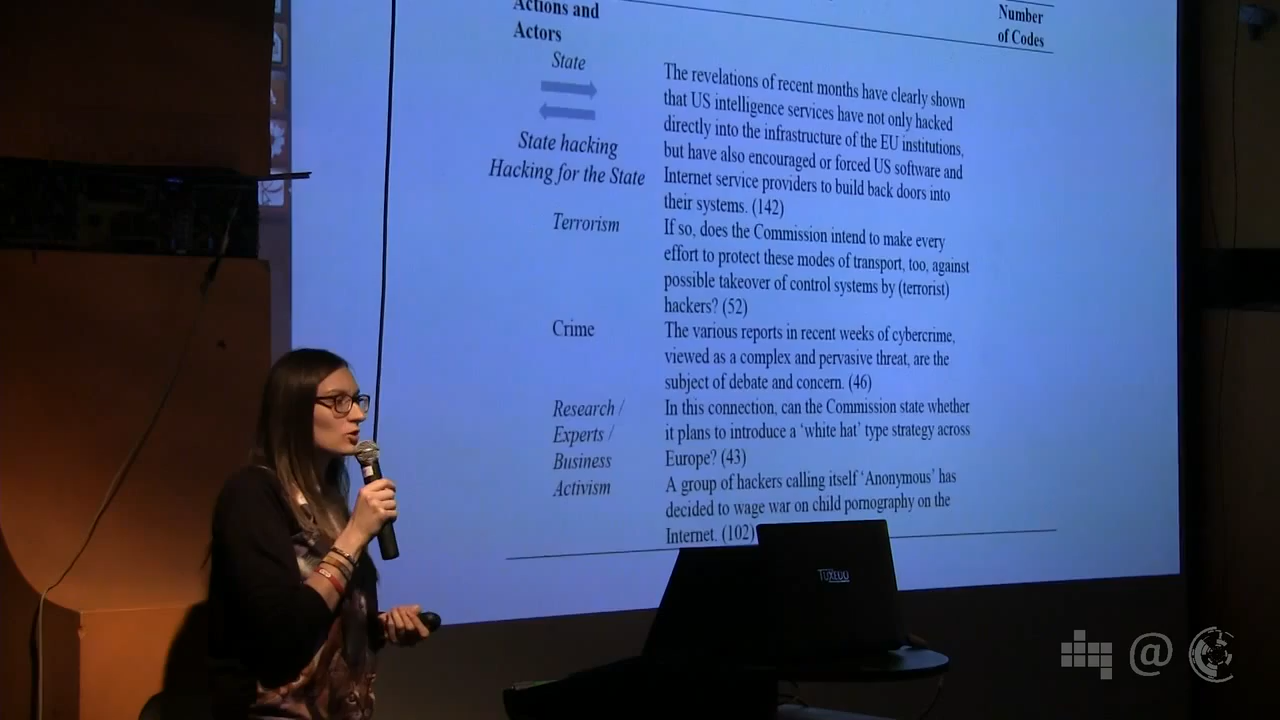 Actions and
Actors
Number
of Codes
State
State hacking
Hacking for the State
The revelations of recent months have clearly shown
that US intelligence services have not only hacked
directly into the infrastructure of the EU institutions,
but have also encouraged or forced US software and
Internet service providers to build back doors into
their systems. (142)
Terrorism
If so, does the Commission intend to make every
effort to protect these modes of transport, too, against
possible takeover of control systems by (terrorist)
hackers? (52)
Crime
The various reports in recent weeks of cybercrime,
viewed as a complex and pervasive threat, are the
subject of debate and concern. (46)
Research /
Experts /
Business
In this connection, can the Commission state whether
it plans to introduce a ‘white hat’ type strategy across
Europe? (43)
Activism
A group of hackers calling itself ‘Anonymous’ has
decided to wage war on child pornography on the
Internet. (102)
TUXEDO
@